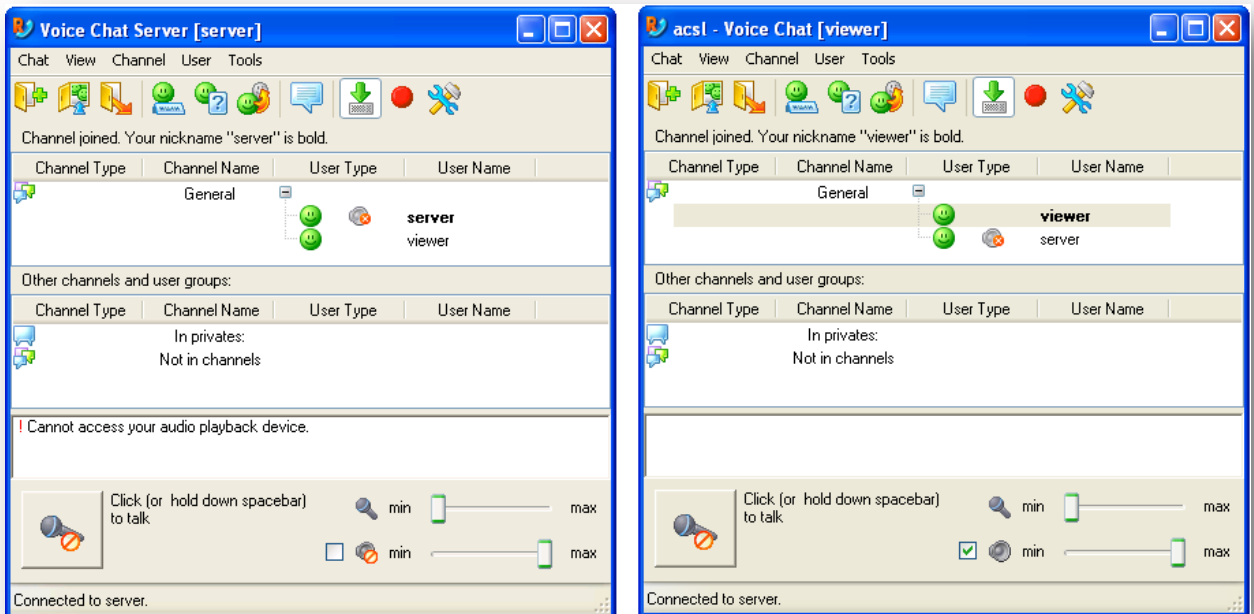 Voice Chat Server [server]
Chat View Channel User Tools
Channel joined. Your nickname "server" is bold.
Channel Type Channel Name User Type User Name
General
server
viewer
Other channels and user groups:
Channel Type Channel Name User Type User Name
In privates:
Not in channels
! Cannot access your audio playback device.
Click (or hold down spacebar)
to talk
min max
min max
Connected to server.
acsl - Voice Chat [viewer]
Chat View Channel User Tools
Channel joined. Your nickname "viewer" is bold.
Channel Type Channel Name User Type User Name
General
viewer
server
Other channels and user groups:
Channel Type Channel Name User Type User Name
In privates:
Not in channels
Click (or hold down spacebar)
to talk
min max
min max
Connected to server.